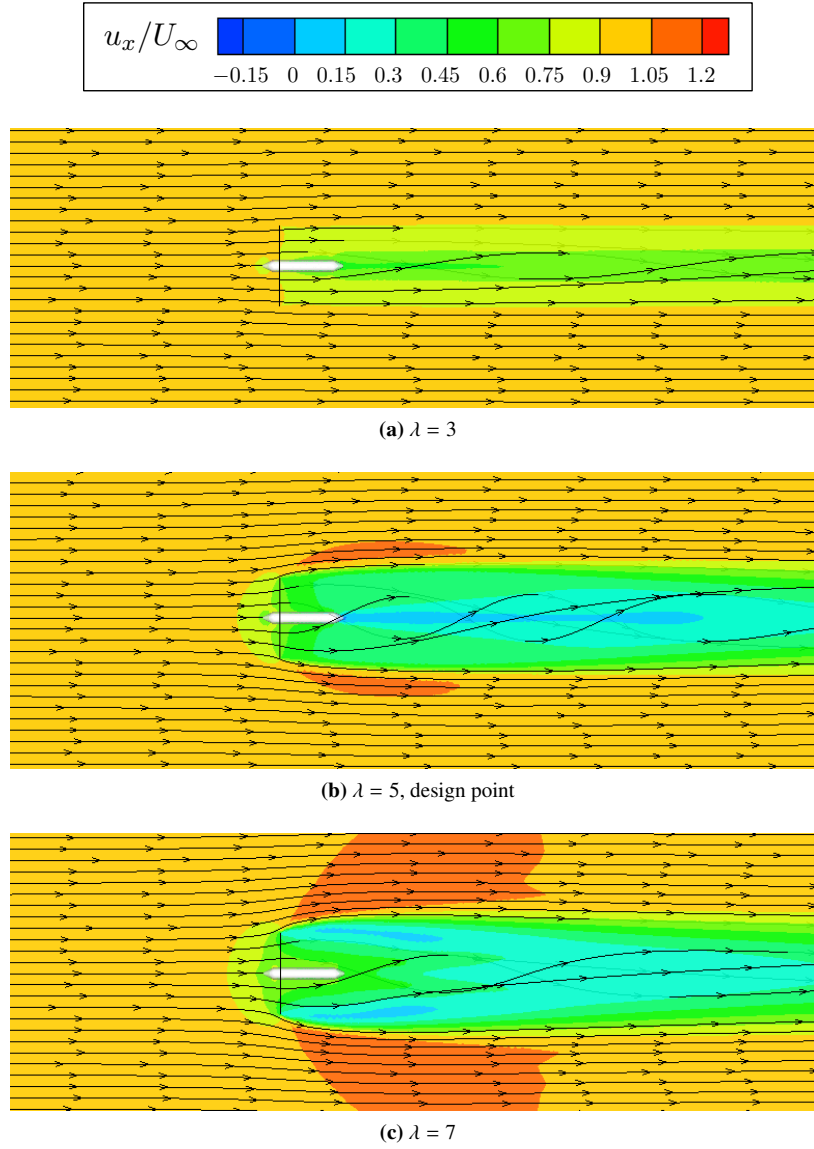 u_x/U_∞
−0.15 0 0.15 0.3 0.45 0.6 0.75 0.9 1.05 1.2
(a) λ = 3
(b) λ = 5, design point
(c) λ = 7